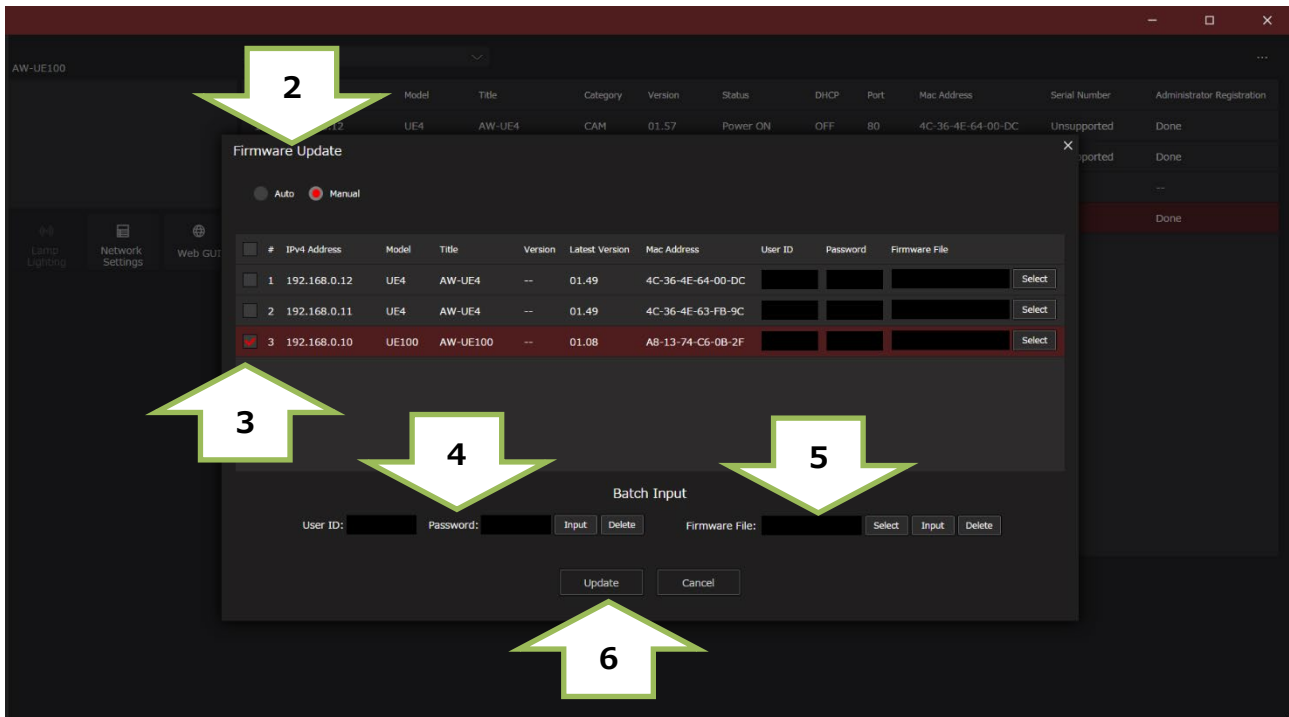 AW-UE100
...
Model Title Category Version Status DHCP Port Mac Address Serial Number Administrator Registration
UE4 AW-UE4 CAM 01.57 Power ON OFF 80 4C-36-4E-64-00-DC Unsupported Done
Done
--
Done
Lamp Lighting
Network Settings
Web GUI
2
Firmware Update
Auto Manual
# IPv4 Address Model Title Version Latest Version Mac Address User ID Password Firmware File
1 192.168.0.12 UE4 AW-UE4 -- 01.49 4C-36-4E-64-00-DC Select
2 192.168.0.11 UE4 AW-UE4 -- 01.49 4C-36-4E-63-FB-9C Select
3 192.168.0.10 UE100 AW-UE100 -- 01.08 A8-13-74-C6-0B-2F Select
3
4
5
Batch Input
User ID: Password: Input Delete Firmware File: Select Input Delete
Update Cancel
6